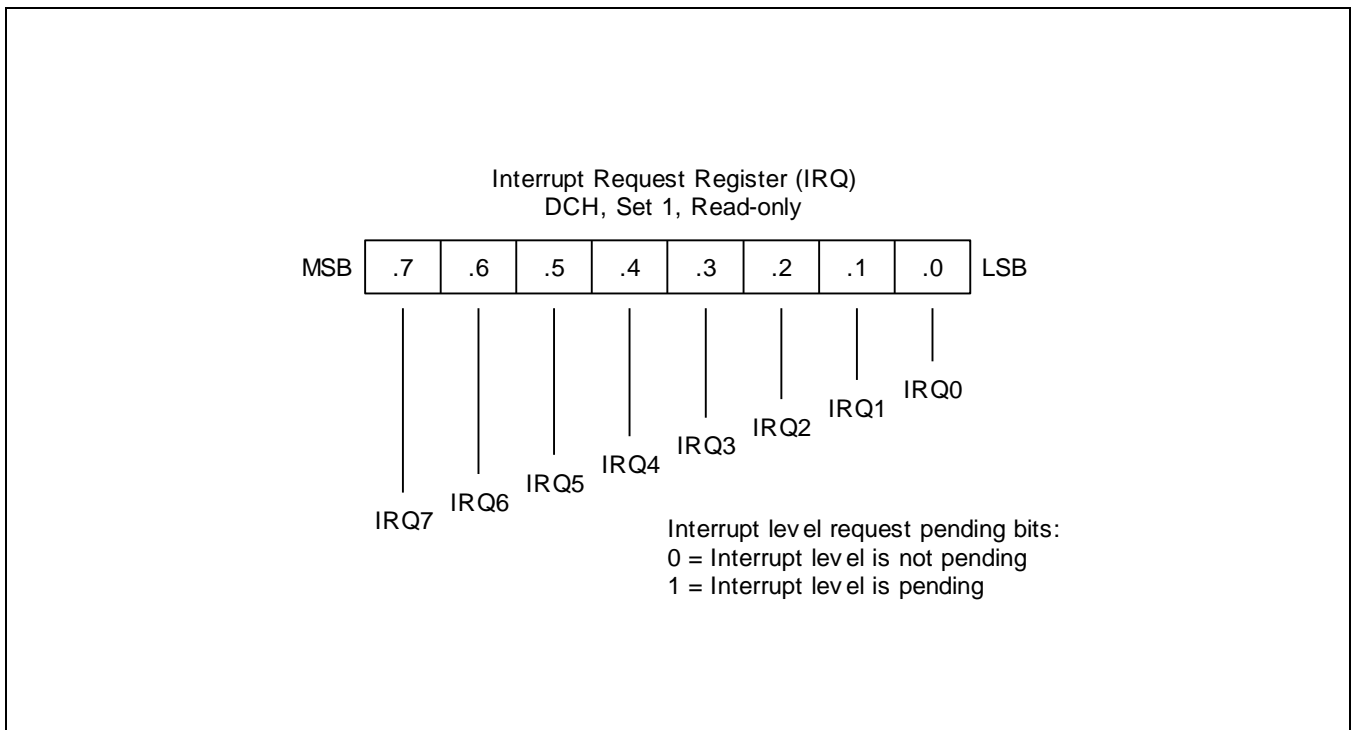 Interrupt Request Register (IRQ)
DCH, Set 1, Read-only
MSB .7 .6 .5 .4 .3 .2 .1 .0 LSB
IRQ0
IRQ1
IRQ2
IRQ3
IRQ4
IRQ5
IRQ6
IRQ7
Interrupt level request pending bits:
0 = Interrupt level is not pending
1 = Interrupt level is pending